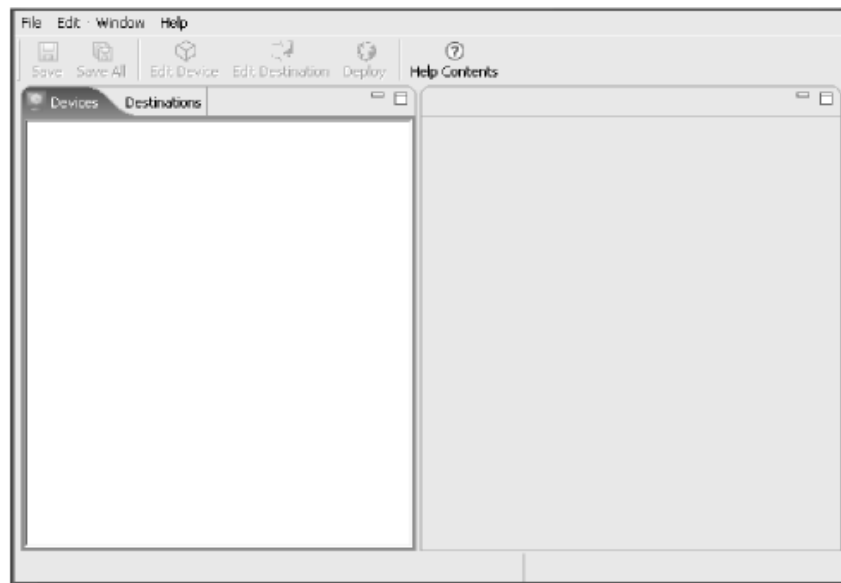 File Edit Window Help
Save Save All Edit Device Edit Destination Deploy Help Contents
Devices Destinations